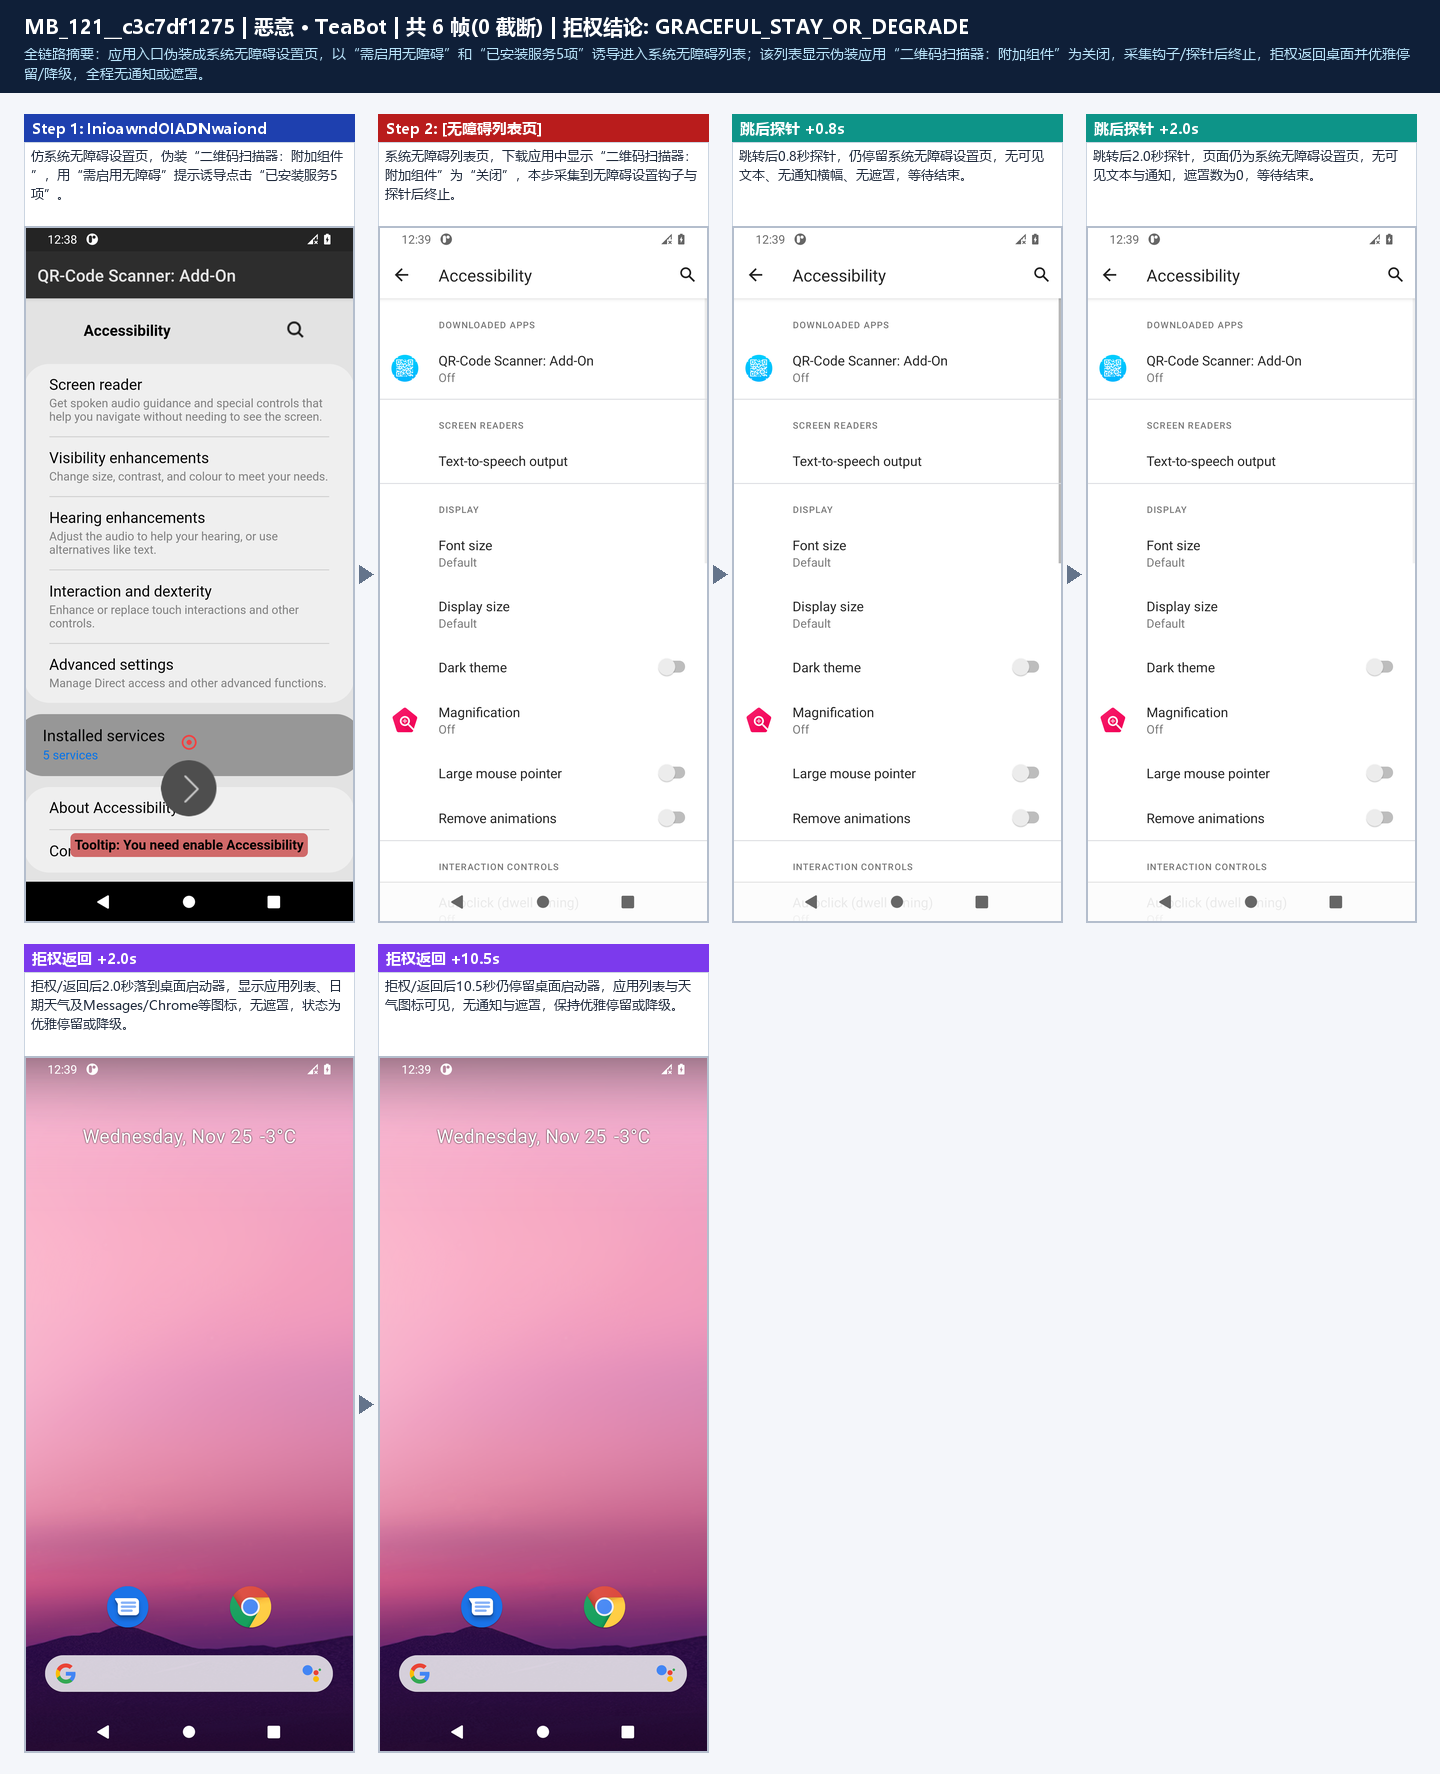 MB_121__c3c7df1275 | 恶意 • TeaBot | 共 6 帧(0 截断) | 拒权结论: GRACEFUL_STAY_OR_DEGRADE
全链路摘要：应用入口伪装成系统无障碍设置页，以“需启用无障碍”和“已安装服务5项”诱导进入系统无障碍列表；该列表显示伪装应用“二维码扫描器：附加组件”为关闭，采集钩子/探针后终止，拒权返回桌面并优雅停
留/降级，全程无通知或遮罩。
Step 1: InioawndOIADNwaiond
仿系统无障碍设置页，伪装“二维码扫描器：附加组件
”，用“需启用无障碍”提示诱导点击“已安装服务5
项”。
12:38
QR-Code Scanner: Add-On
Accessibility
Screen reader
Get spoken audio guidance and special controls that
help you navigate without needing to see the screen.
Visibility enhancements
Change size, contrast, and colour to meet your needs.
Hearing enhancements
Adjust the audio to help your hearing, or use
alternatives like text.
Interaction and dexterity
Enhance or replace touch interactions and other
controls.
Advanced settings
Manage Direct access and other advanced functions.
Installed services
5 services
About Accessibility
Con
Tooltip: You need enable Accessibility
Step 2: [无障碍列表页]
系统无障碍列表页，下载应用中显示“二维码扫描器：
附加组件”为“关闭”，本步采集到无障碍设置钩子与
探针后终止。
12:39
Accessibility
DOWNLOADED APPS
QR-Code Scanner: Add-On
Off
SCREEN READERS
Text-to-speech output
DISPLAY
Font size
Default
Display size
Default
Dark theme
Magnification
Off
Large mouse pointer
Remove animations
INTERACTION CONTROLS
跳后探针 +0.8s
跳转后0.8秒探针，仍停留系统无障碍设置页，无可见
文本、无通知横幅、无遮罩，等待结束。
12:39
Accessibility
DOWNLOADED APPS
QR-Code Scanner: Add-On
Off
SCREEN READERS
Text-to-speech output
DISPLAY
Font size
Default
Display size
Default
Dark theme
Magnification
Off
Large mouse pointer
Remove animations
INTERACTION CONTROLS
跳后探针 +2.0s
跳转后2.0秒探针，页面仍为系统无障碍设置页，无可
见文本与通知，遮罩数为0，等待结束。
12:39
Accessibility
DOWNLOADED APPS
QR-Code Scanner: Add-On
Off
SCREEN READERS
Text-to-speech output
DISPLAY
Font size
Default
Display size
Default
Dark theme
Magnification
Off
Large mouse pointer
Remove animations
INTERACTION CONTROLS
拒权返回 +2.0s
拒权/返回后2.0秒落到桌面启动器，显示应用列表、日
期天气及Messages/Chrome等图标，无遮罩，状态为
优雅停留或降级。
12:39
Wednesday, Nov 25 -3°C
拒权返回 +10.5s
拒权/返回后10.5秒仍停留桌面启动器，应用列表与天
气图标可见，无通知与遮罩，保持优雅停留或降级。
12:39
Wednesday, Nov 25 -3°C